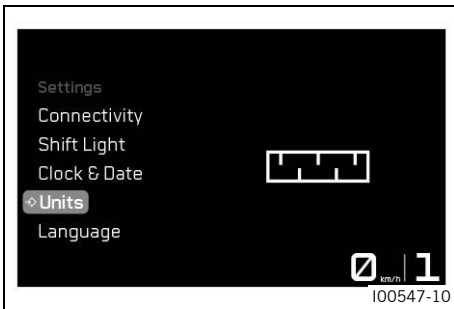 Settings
Connectivity
Shift Light
Clock & Date
Units
Language
0 km/h 1
I00547-10